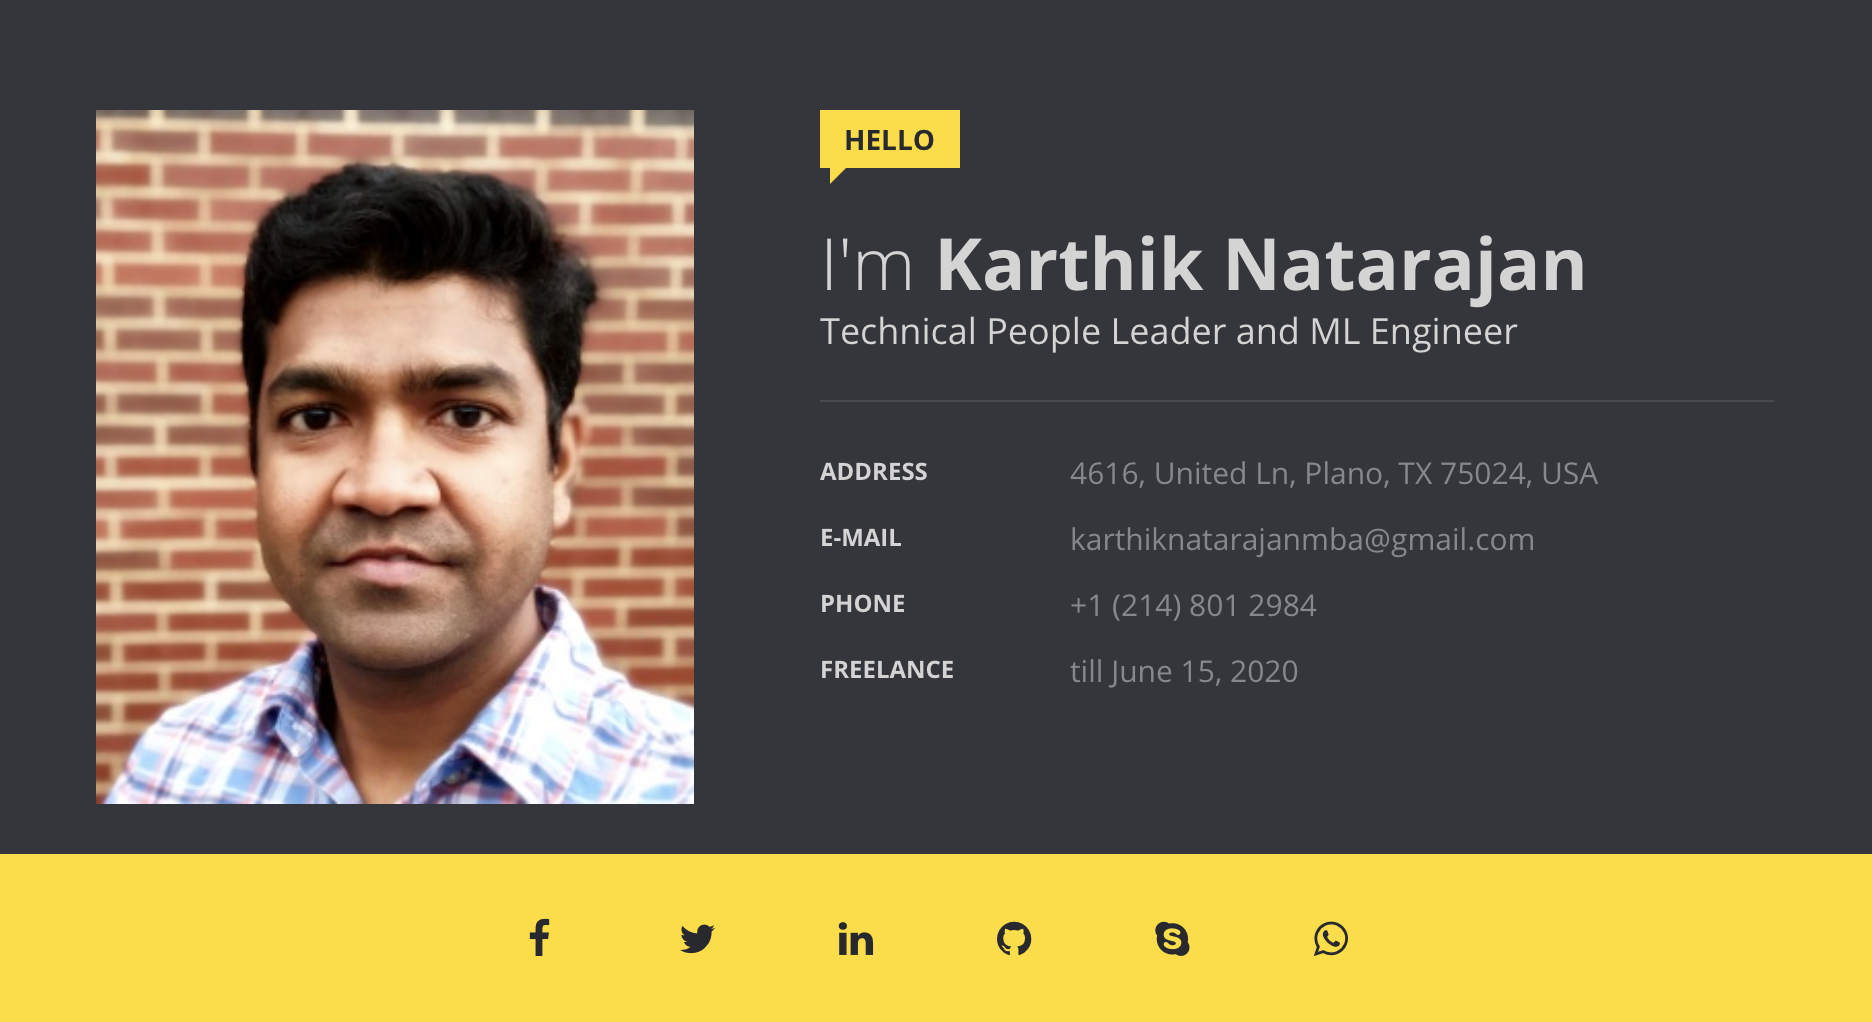 HELLO
I'm Karthik Natarajan
Technical People Leader and ML Engineer
ADDRESS 4616, United Ln, Plano, TX 75024, USA
E-MAIL karthiknatarajanmba@gmail.com
PHONE +1 (214) 801 2984
FREELANCE till June 15, 2020